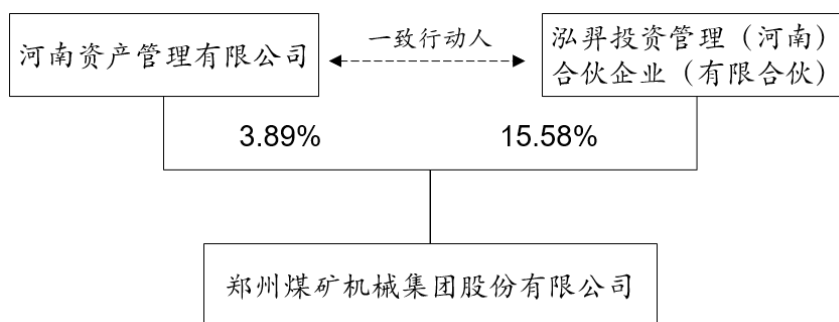 河南资产管理有限公司
一致行动人
泓羿投资管理（河南）
合伙企业（有限合伙）
3.89%
15.58%
郑州煤矿机械集团股份有限公司